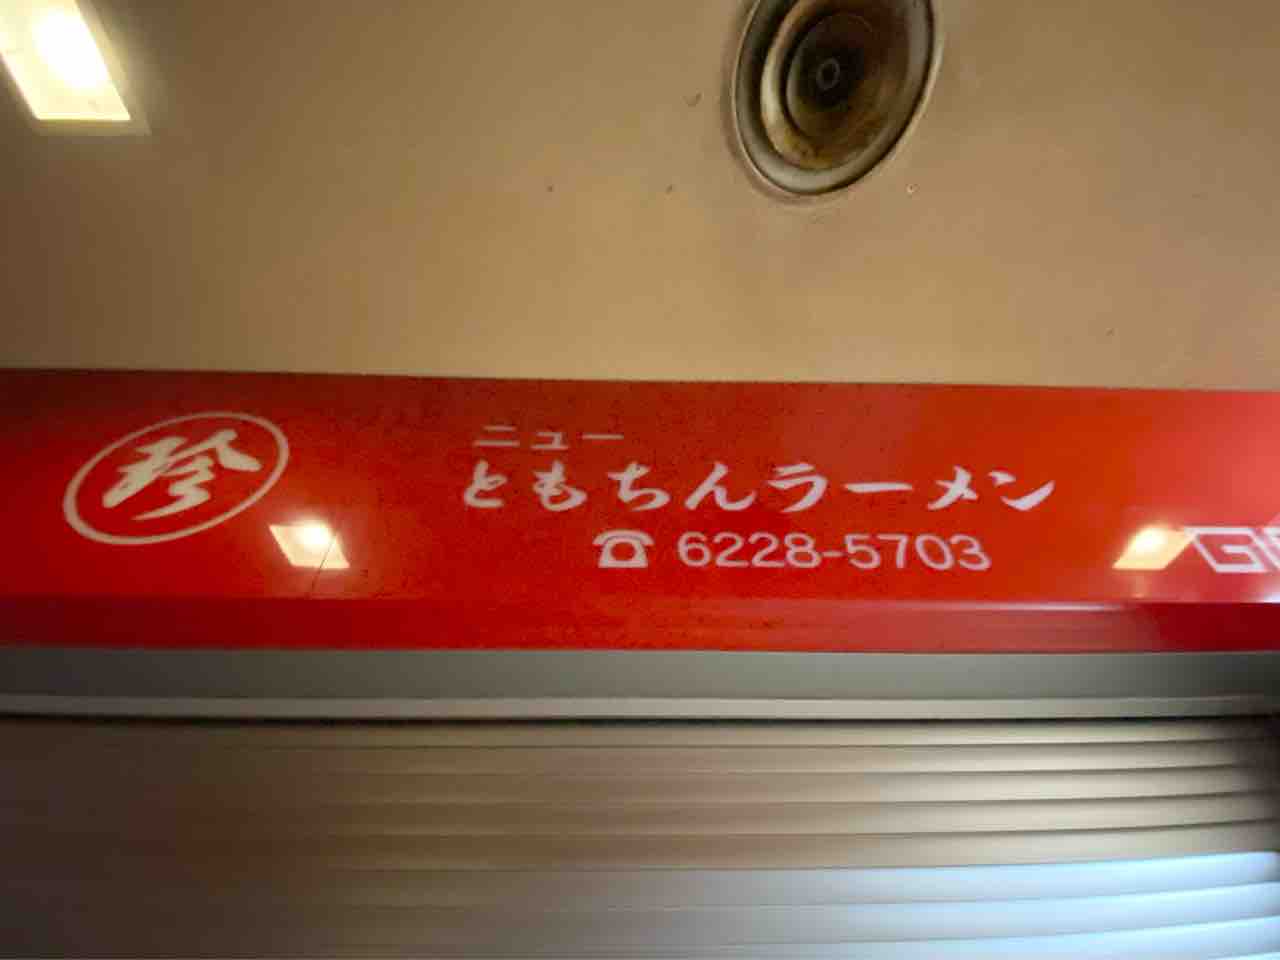 珍
ニュー
ともちんラーメン
☎ 6228-5703